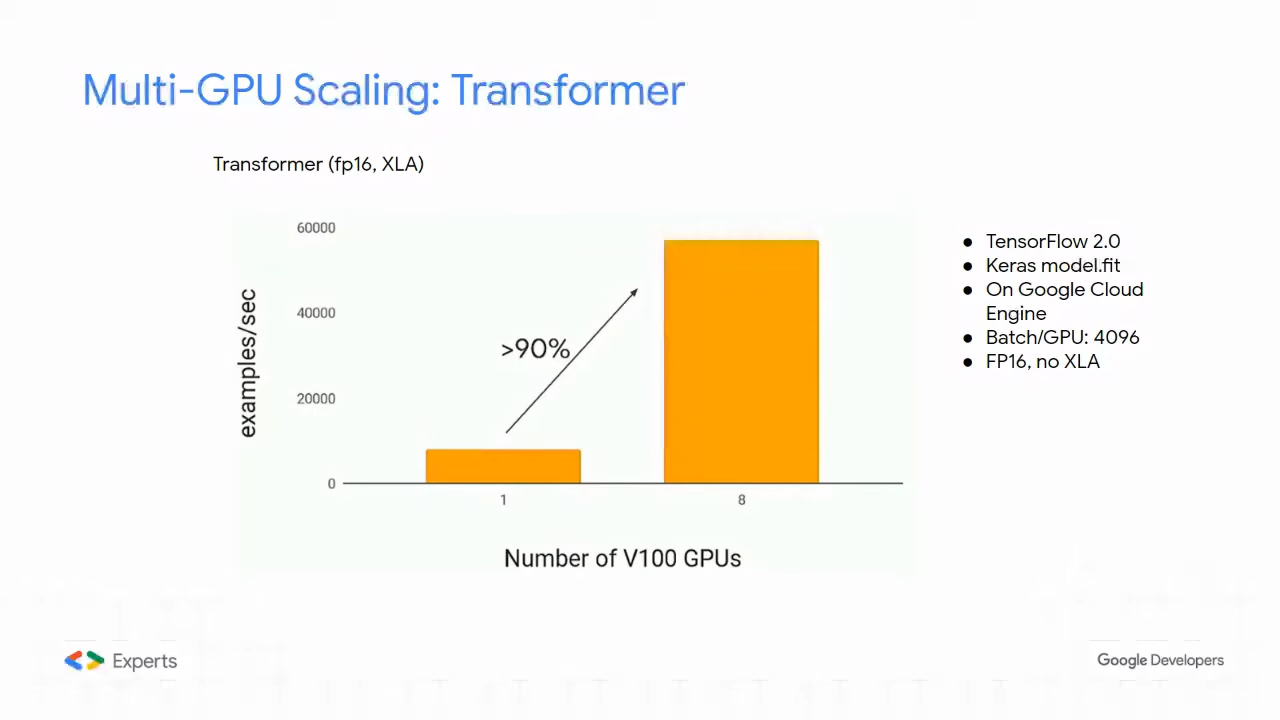 Multi-GPU Scaling: Transformer
Transformer (fp16, XLA)
60000
40000
20000
0
examples/sec
>90%
1
8
Number of V100 GPUs
● TensorFlow 2.0
● Keras model.fit
● On Google Cloud
Engine
● Batch/GPU: 4096
● FP16, no XLA
Experts
Google Developers